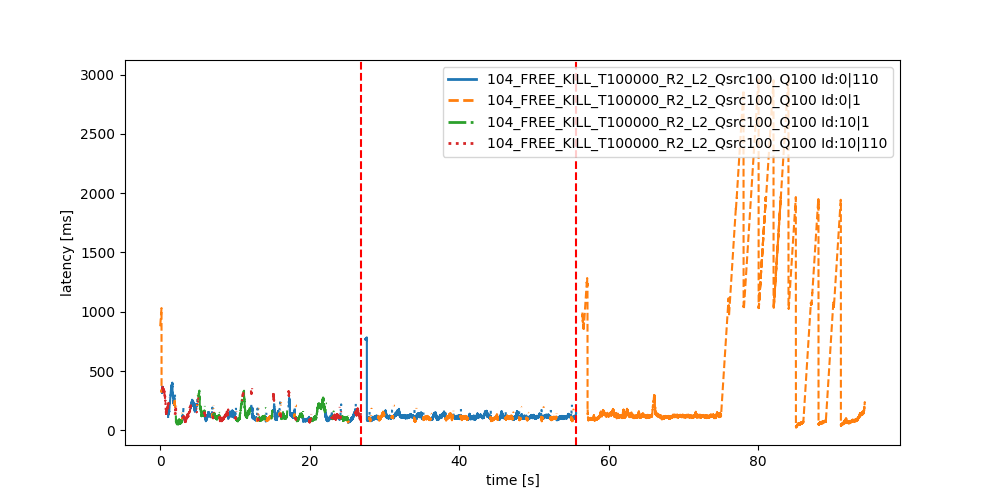 3000
2500
2000
1500
1000
500
0
latency [ms]
0
20
40
60
80
time [s]
104_FREE_KILL_T100000_R2_L2_Qsrc100_Q100 Id:0|110
104_FREE_KILL_T100000_R2_L2_Qsrc100_Q100 Id:0|1
104_FREE_KILL_T100000_R2_L2_Qsrc100_Q100 Id:10|1
104_FREE_KILL_T100000_R2_L2_Qsrc100_Q100 Id:10|110